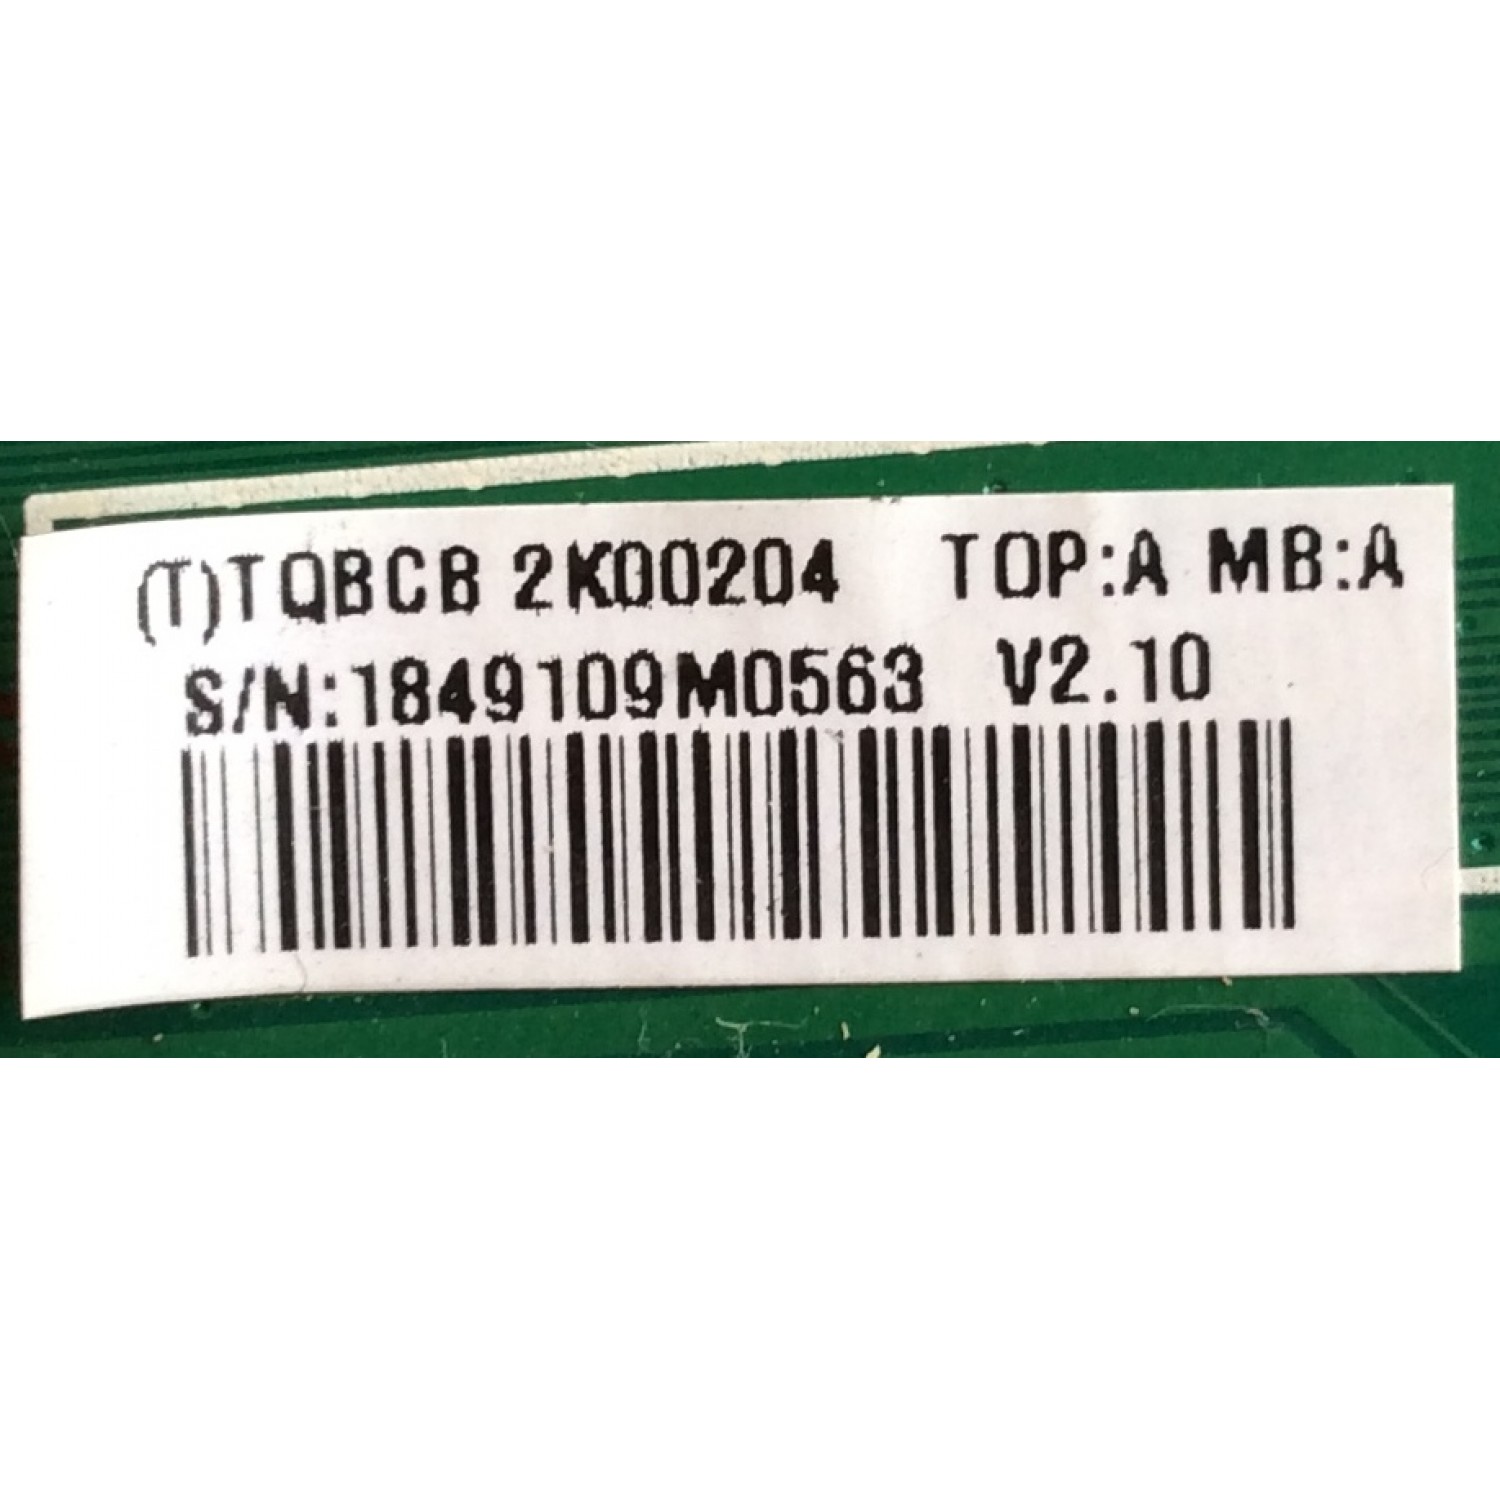 (T)TQBCB 2K00204 TOP:A MB:A
S/N:1849109M0563 V2.10